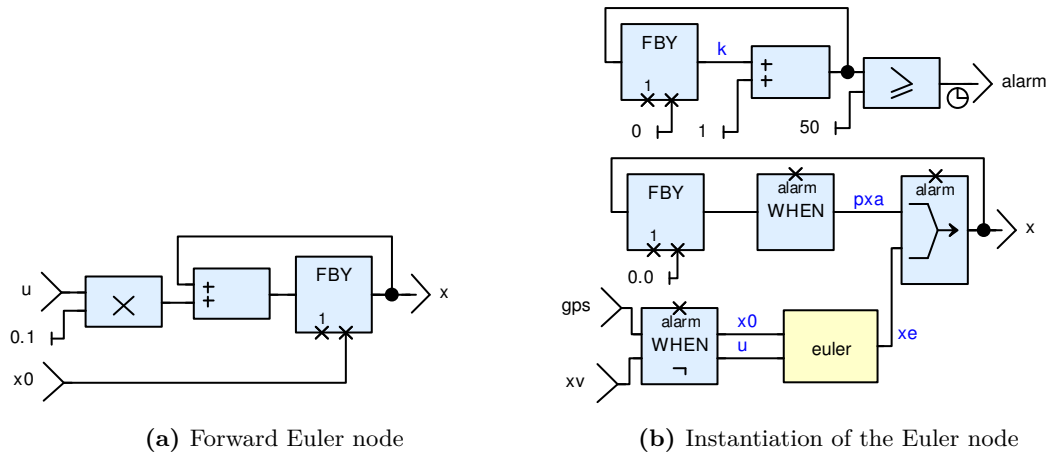 FBY
k
+
+
1
0
1
50
⩾
alarm
FBY
1
0.0
alarm
WHEN
pxa
alarm
x
u
0.1
×
+
+
FBY
1
x
x0
gps
xv
alarm
WHEN
¬
x0
u
euler
xe
(a) Forward Euler node
(b) Instantiation of the Euler node